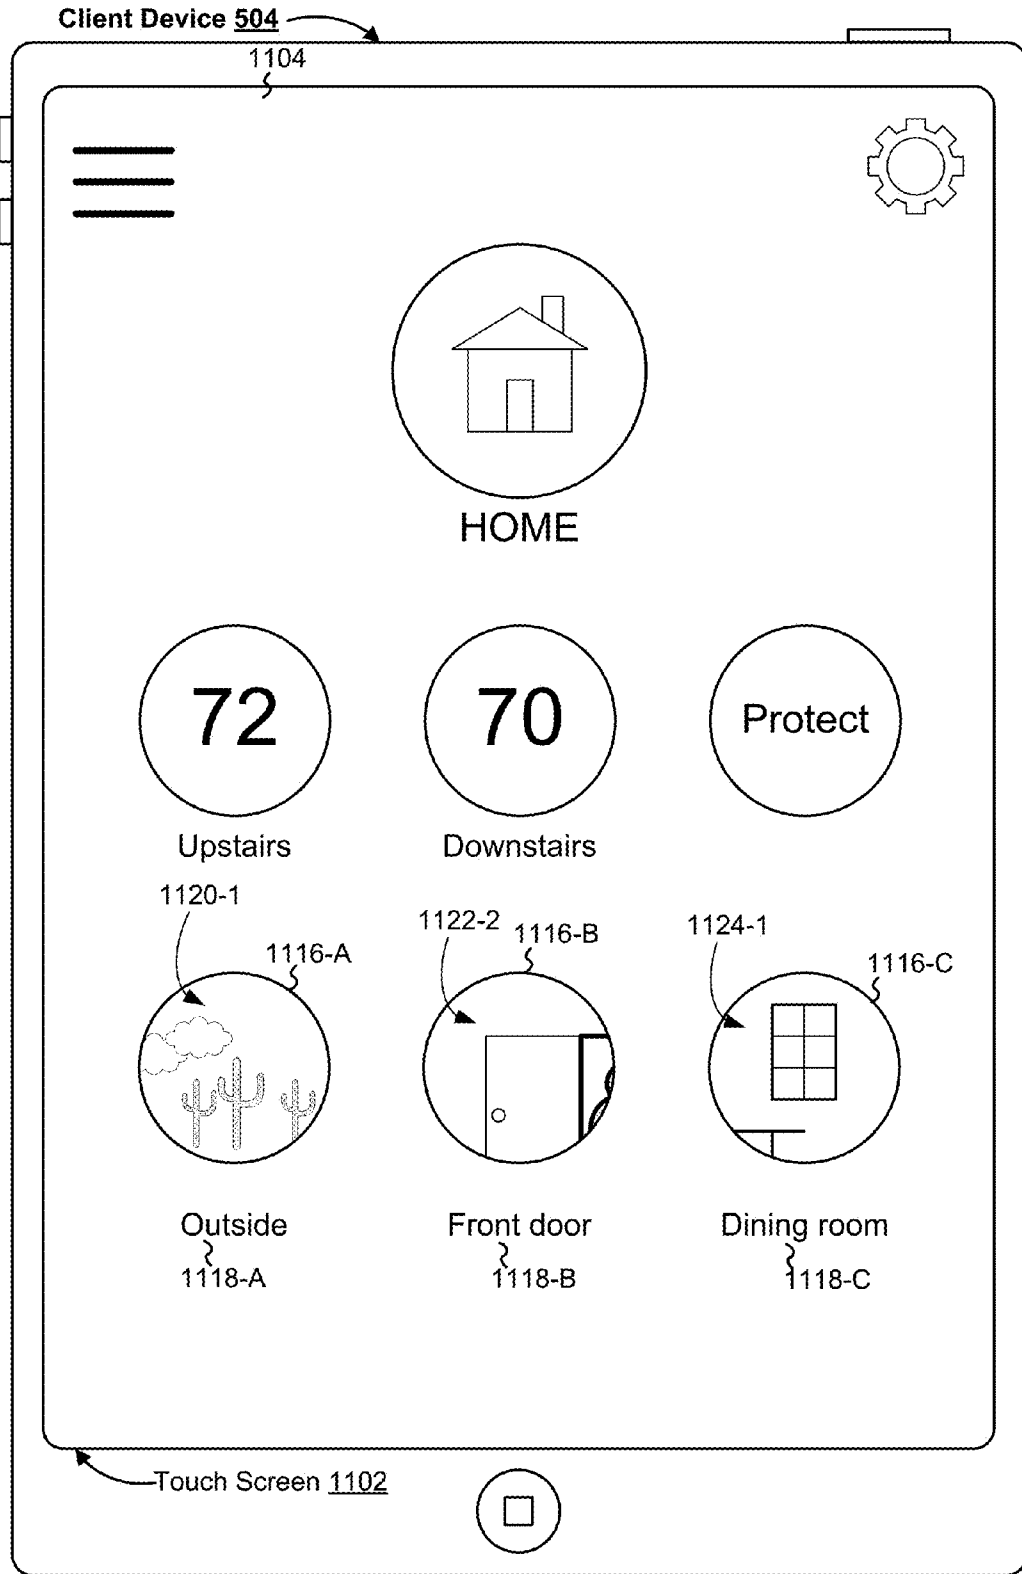 Client Device 504
1104
HOME
72
70
Protect
Upstairs
Downstairs
1120-1
1122-2
1116-B
1124-1
1116-A
1116-C
Outside
Front door
Dining room
1118-A
1118-B
1118-C
Touch Screen 1102